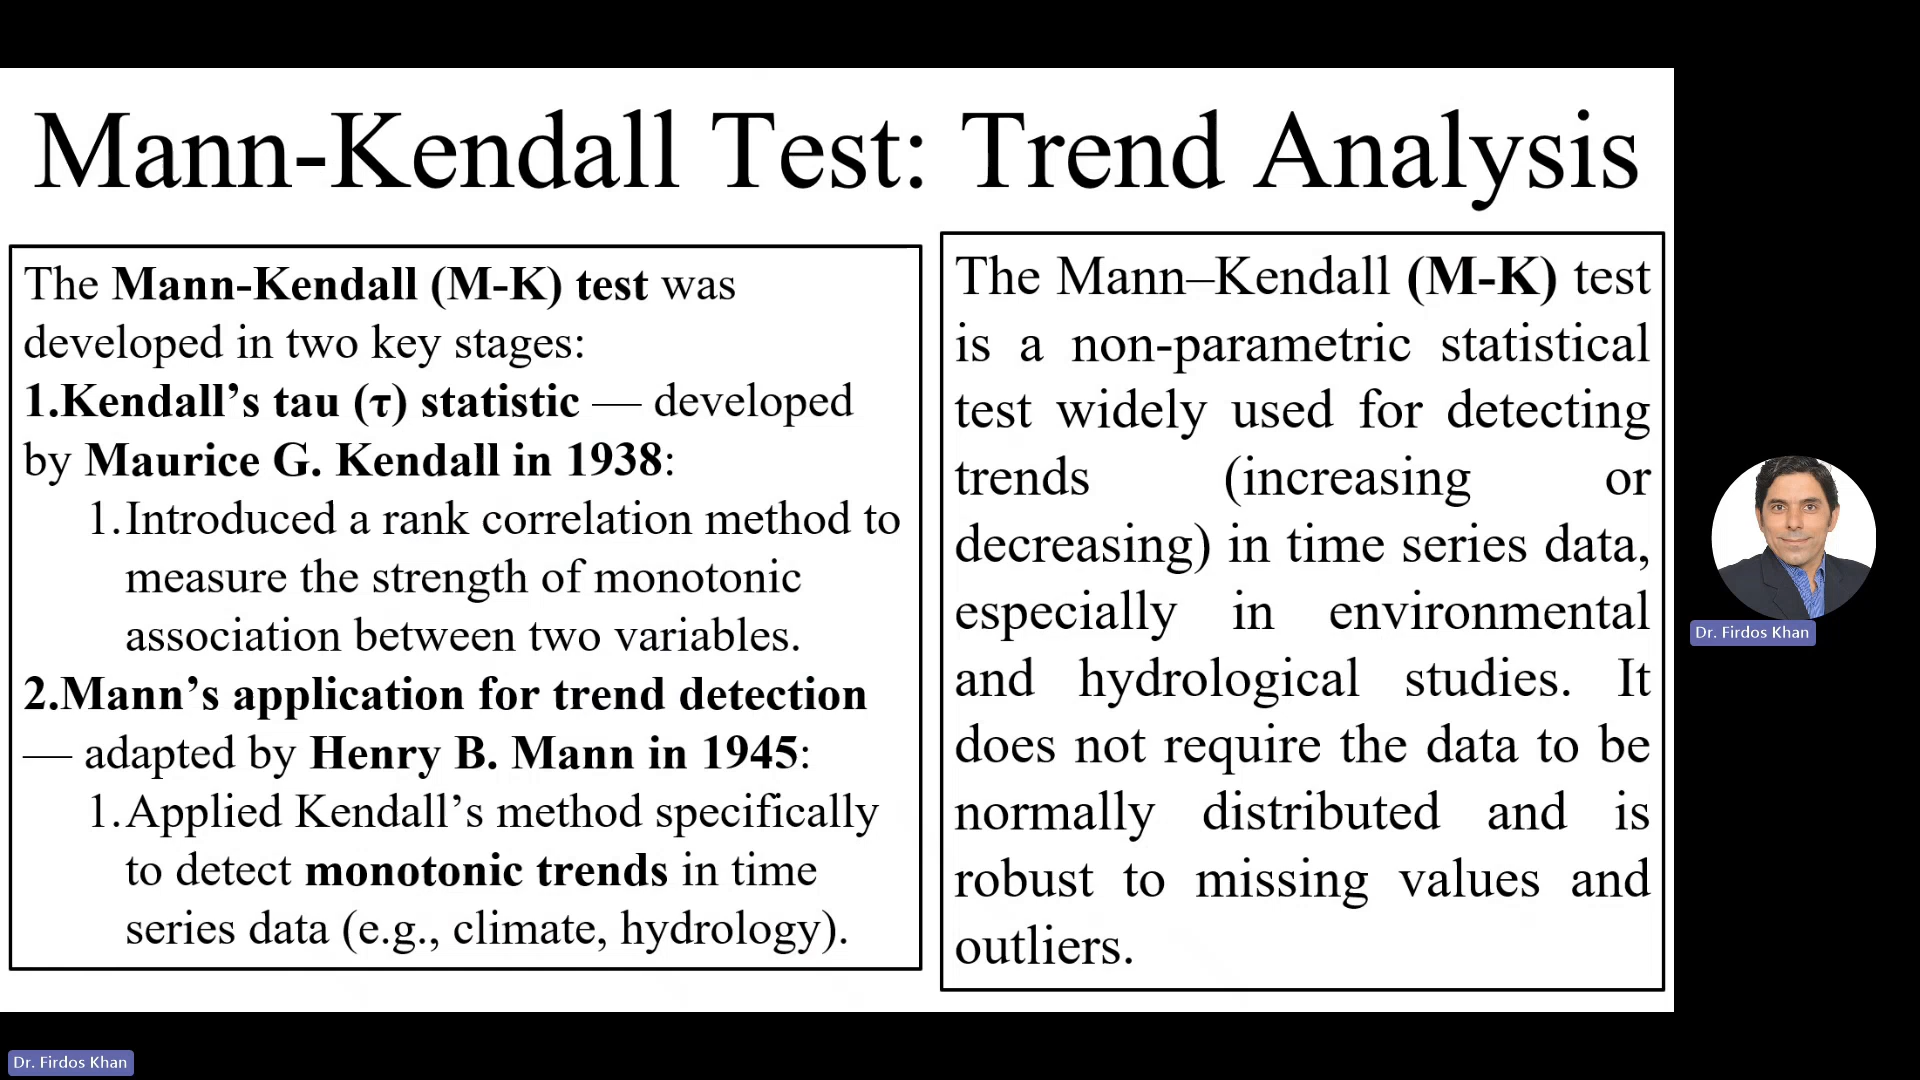 Mann-Kendall Test: Trend Analysis
The Mann-Kendall (M-K) test was
developed in two key stages:
1.Kendall’s tau (τ) statistic — developed
by Maurice G. Kendall in 1938:
1.Introduced a rank correlation method to
measure the strength of monotonic
association between two variables.
2.Mann’s application for trend detection
— adapted by Henry B. Mann in 1945:
1.Applied Kendall’s method specifically
to detect monotonic trends in time
series data (e.g., climate, hydrology).
The Mann–Kendall (M-K) test
is a non-parametric statistical
test widely used for detecting
trends (increasing or
decreasing) in time series data,
especially in environmental
and hydrological studies. It
does not require the data to be
normally distributed and is
robust to missing values and
outliers.
Dr. Firdos Khan
Dr. Firdos Khan